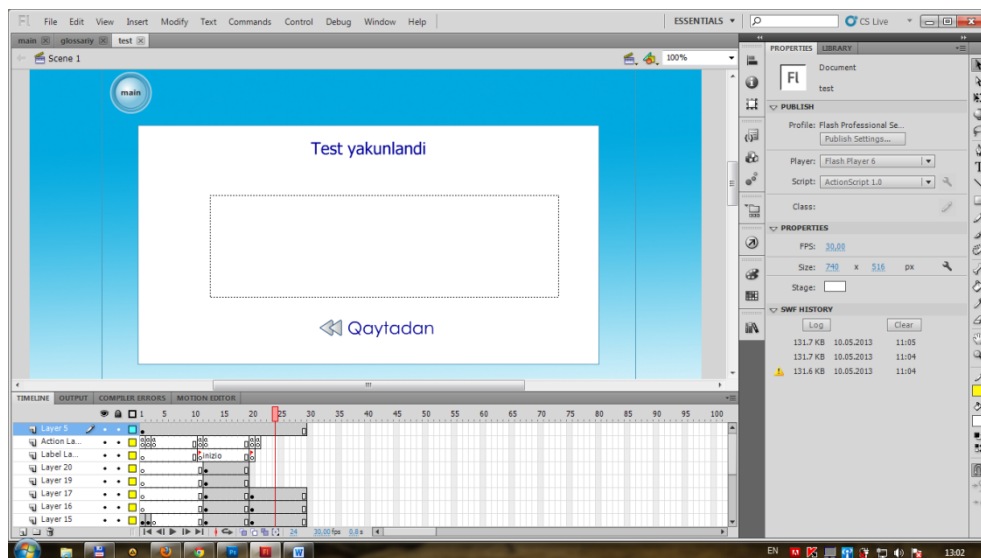 FL File Edit View Insert Modify Text Commands Control Debug Window Help ESSENTIALS CS Live
main glossariy test
Scene 1 100%
main
Test yakunlandi
Qaytadan
PROPERTIES LIBRARY
Fl Document
test
PUBLISH
Profile: Flash Professional Se...
Publish Settings...
Player: Flash Player 6
Script: ActionScript 1.0
Class:
PROPERTIES
FPS: 30,00
Size: 740 x 516 px
Stage:
SWF HISTORY
Log Clear
131.7 KB 10.05.2013 11:05
131.7 KB 10.05.2013 11:04
131.6 KB 10.05.2013 11:04
TIMELINE OUTPUT COMPILER ERRORS MOTION EDITOR
1 5 10 15 20 25 30 35 40 45 50 55 60 65 70 75 80 85 90 95 100
Layer 5
Action La...
Label La... inizio
Layer 20
Layer 19
Layer 17
Layer 16
Layer 15
24 30.00 fps 0.8 s
EN 13:02